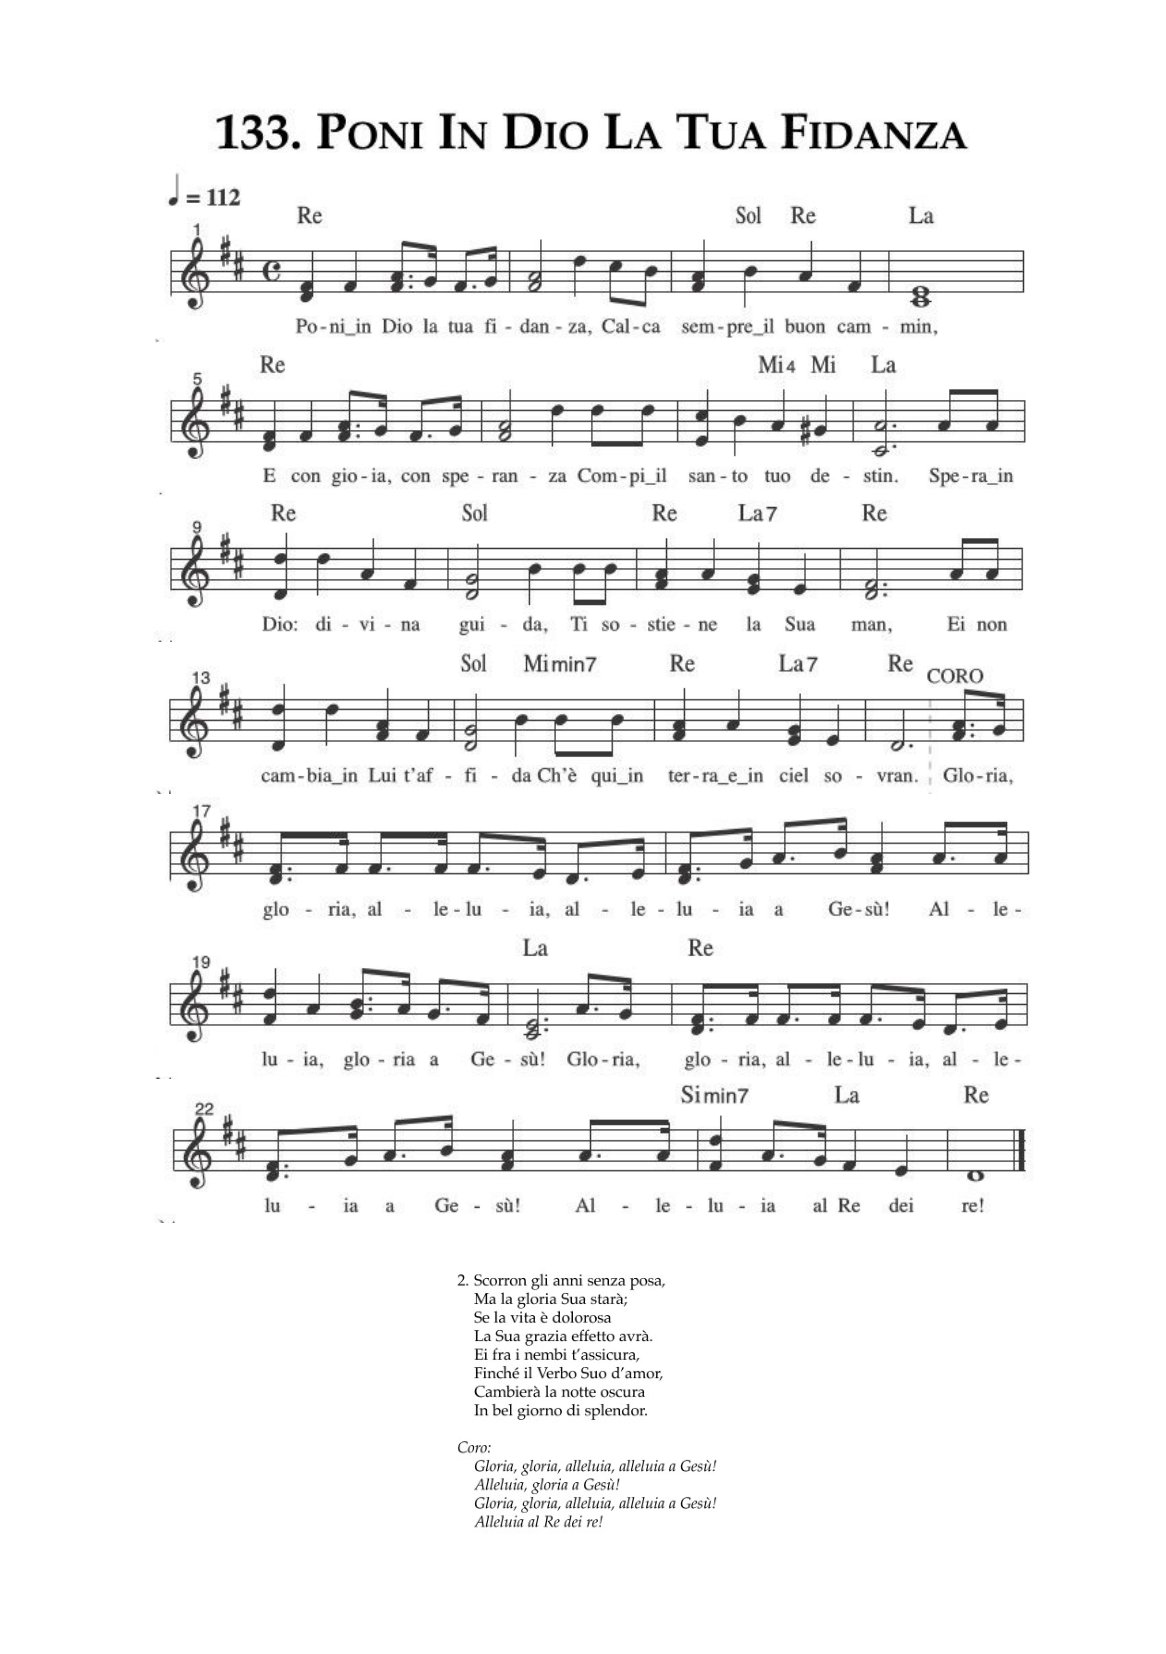 133. Poni In Dio La Tua Fidanza
♩ = 112
Re Sol Re La
1
Po-ni_in Dio la tua fi - dan - za, Cal-ca sem-pre_il buon cam - min,
Re Mi4 Mi La
5
E con gio-ia, con spe - ran - za Com-pi_il san-to tuo de - stin. Spe-ra_in
Re Sol Re La7 Re
9
Dio: di - vi - na gui - da, Ti so - stie - ne la Sua man, Ei non
Sol Mimin7 Re La7 Re
13 CORO
cam-bia_in Lui t'af - fi - da Ch'è qui_in ter-ra_e_in ciel so - vran. Glo-ria,
17
glo - ria, al - le-lu - ia, al - le - lu - ia a Ge-sù! Al - le -
La Re
19
lu - ia, glo - ria a Ge - sù! Glo-ria, glo - ria, al - le-lu - ia, al - le -
Simin7 La Re
22
lu - ia a Ge - sù! Al - le - lu - ia al Re dei re!
2. Scorron gli anni senza posa,
Ma la gloria Sua starà;
Se la vita è dolorosa
La Sua grazia effetto avrà.
Ei fra i nembi t'assicura,
Finché il Verbo Suo d'amor,
Cambierà la notte oscura
In bel giorno di splendor.
Coro:
Gloria, gloria, alleluia, alleluia a Gesù!
Alleluia, gloria a Gesù!
Gloria, gloria, alleluia, alleluia a Gesù!
Alleluia al Re dei re!